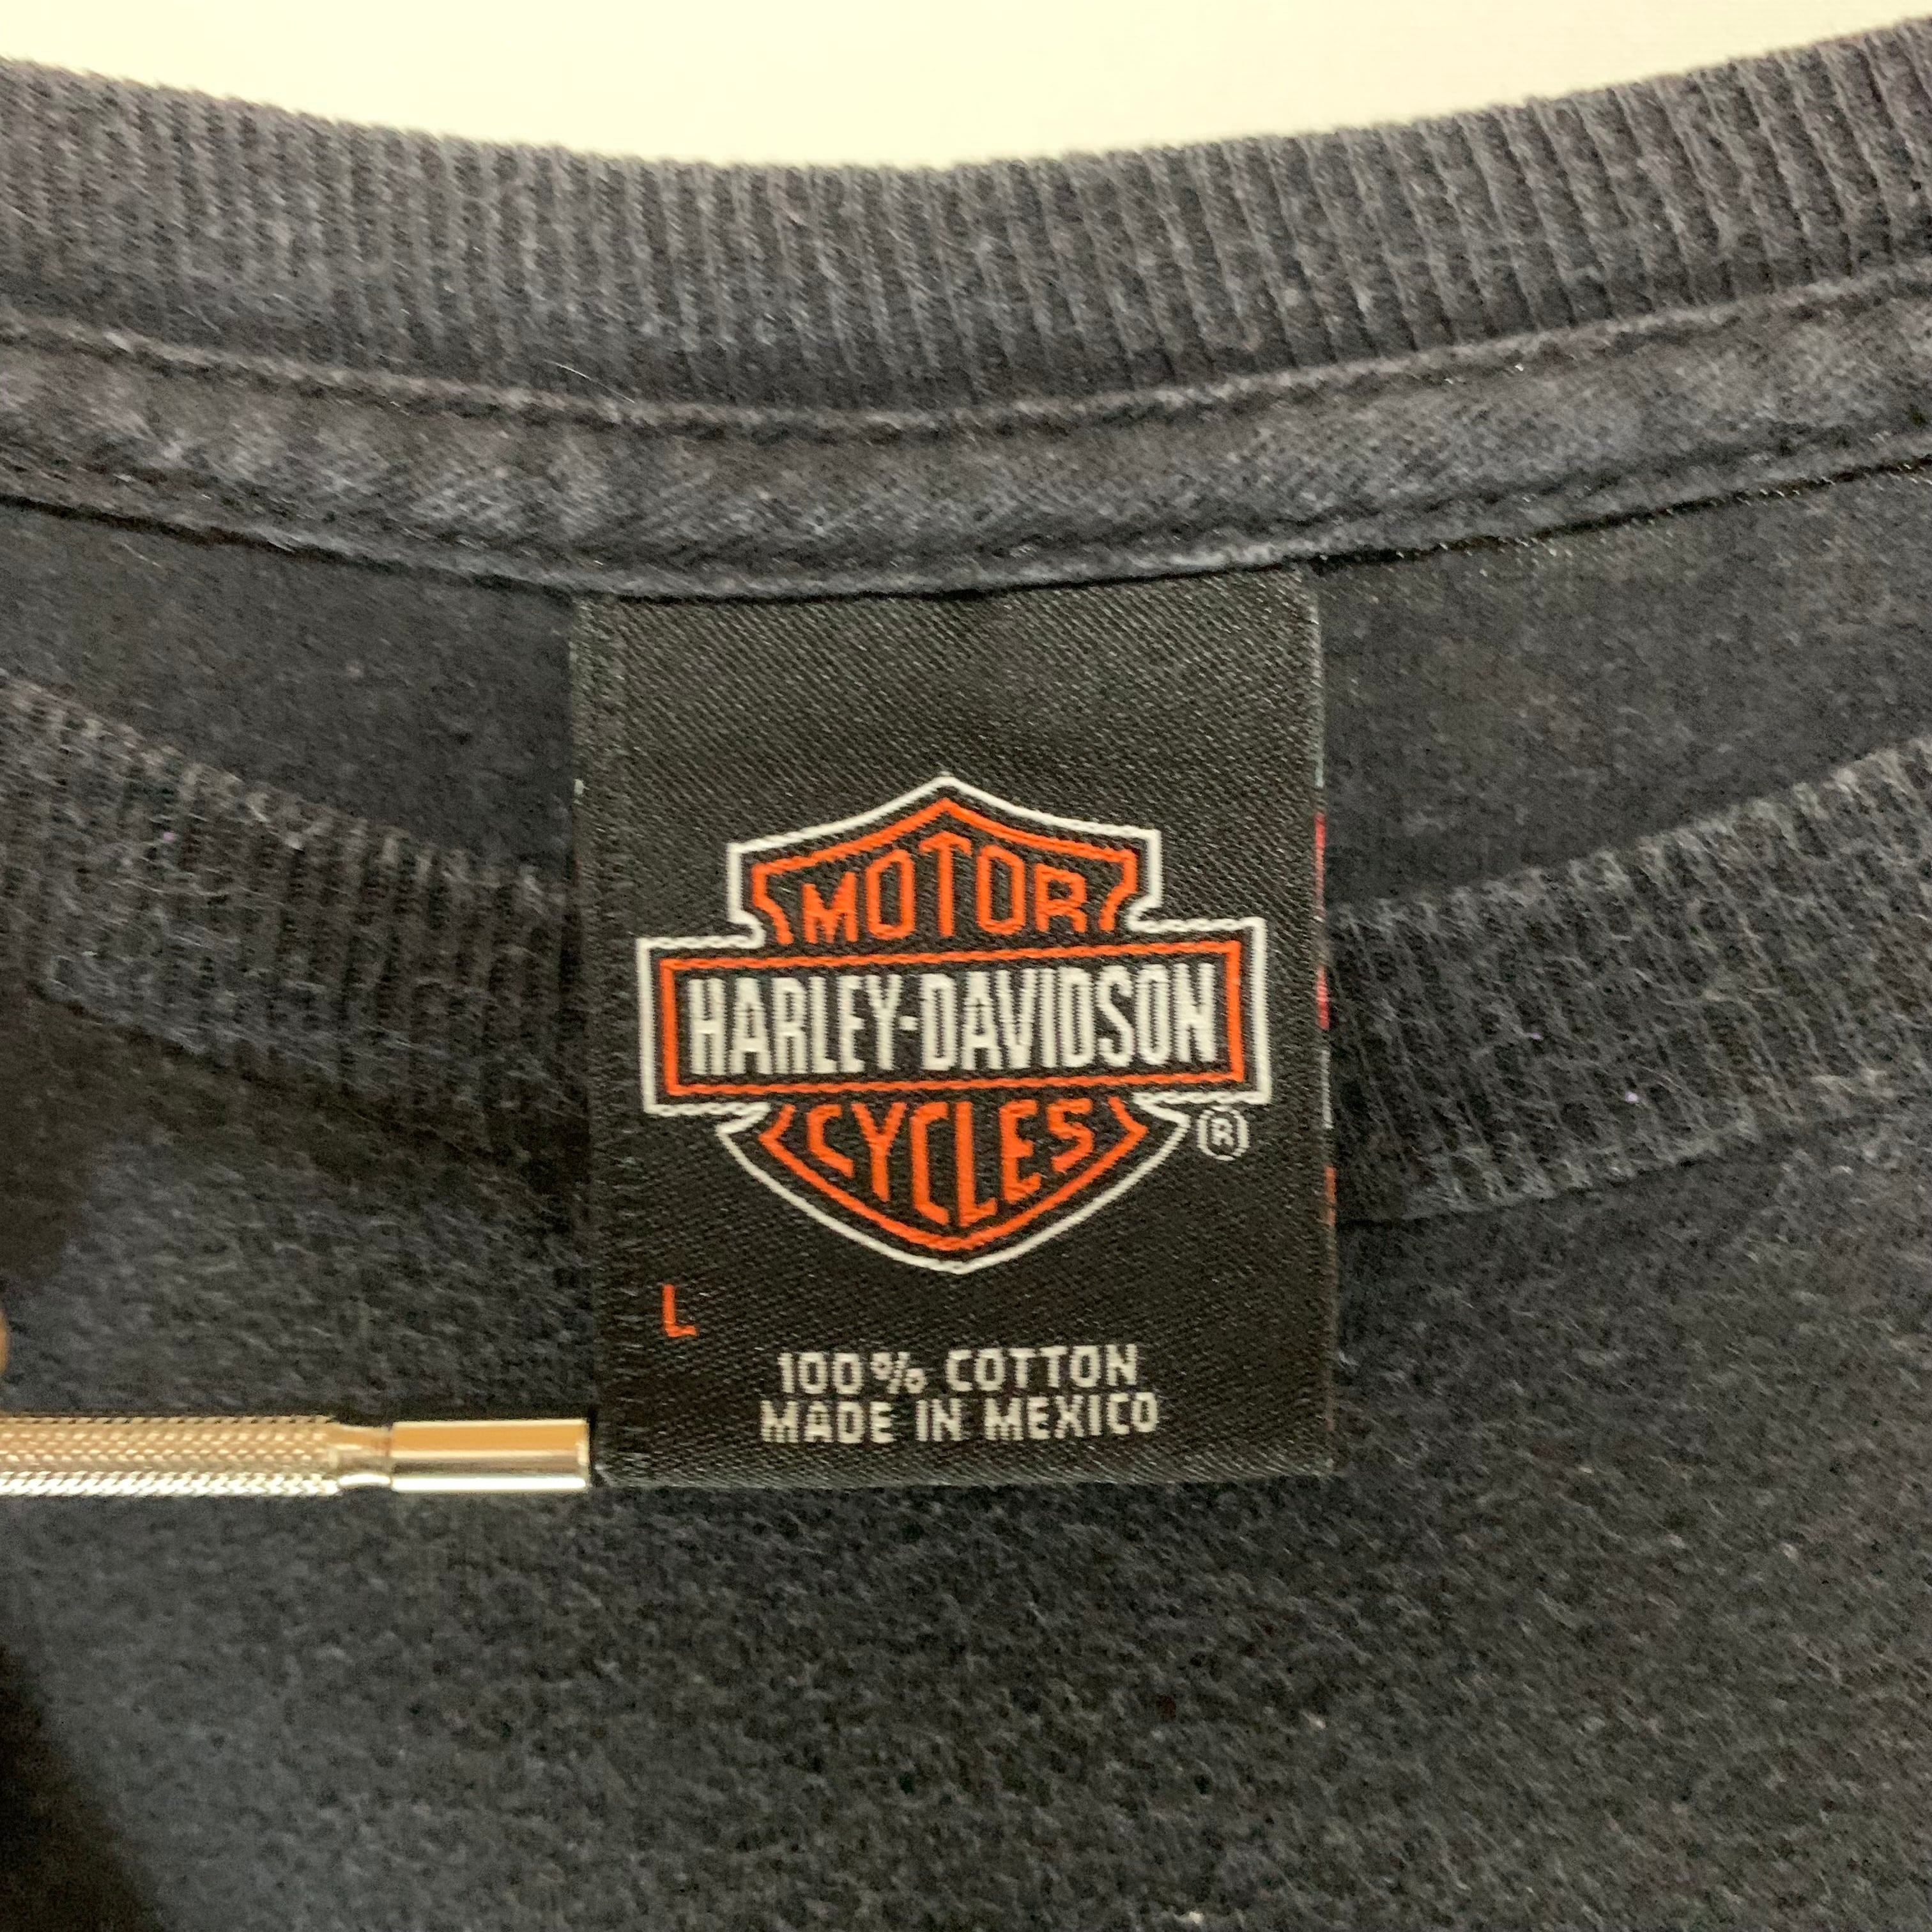 MOTOR
HARLEY-DAVIDSON
CYCLES
®
L
100% COTTON
MADE IN MEXICO